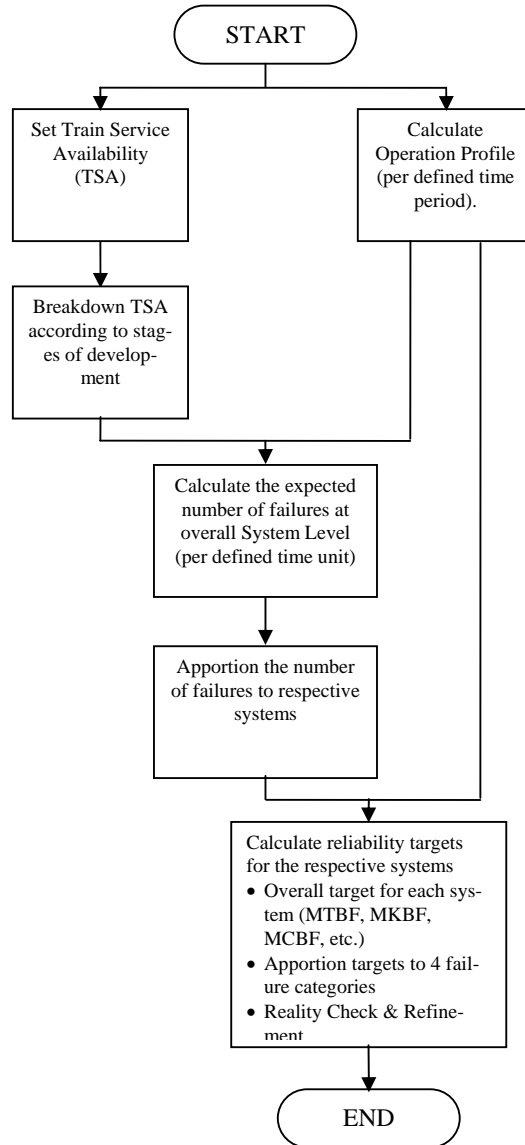 START
Set Train Service
Availability
(TSA)
Calculate
Operation Profile
(per defined time
period).
Breakdown TSA
according to stag-
es of develop-
ment
Calculate the expected
number of failures at
overall System Level
(per defined time unit)
Apportion the number
of failures to respective
systems
Calculate reliability targets
for the respective systems
• Overall target for each sys-
tem (MTBF, MKBF,
MCBF, etc.)
• Apportion targets to 4 fail-
ure categories
• Reality Check & Refine-
ment
END